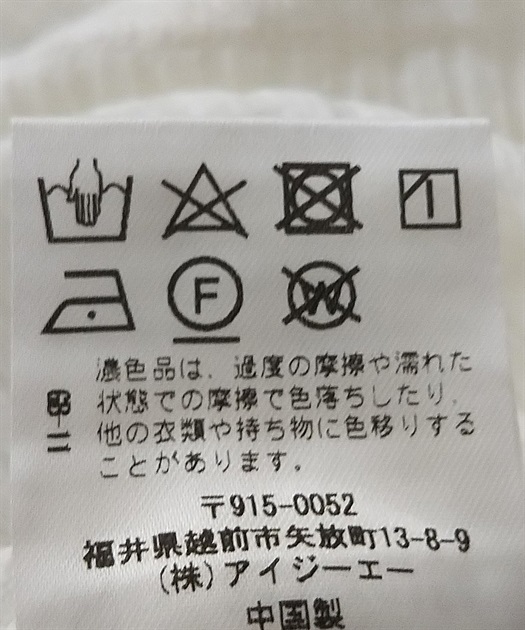 F
W
濃色品は、過度の摩擦や濡れた
状態での摩擦で色落ちしたり、
他の衣類や持ち物に色移りする
ことがあります。
〒915-0052
福井県越前市矢放町13-8-9
(株)アイジーエー
中国製